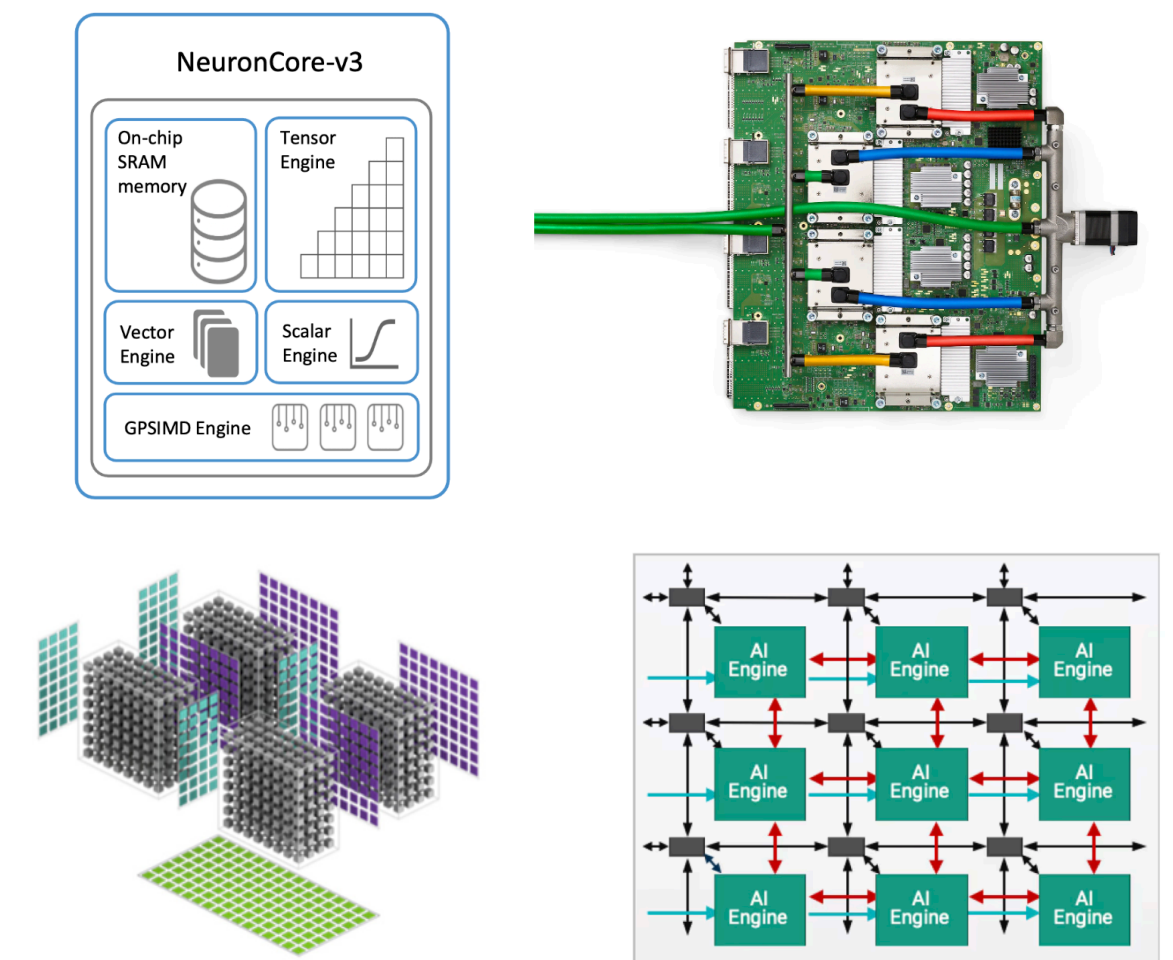 NeuronCore-v3
On-chip
SRAM
memory
Tensor
Engine
Vector
Engine
Scalar
Engine
GPSIMD Engine
AI
Engine
AI
Engine
AI
Engine
AI
Engine
AI
Engine
AI
Engine
AI
Engine
AI
Engine
AI
Engine